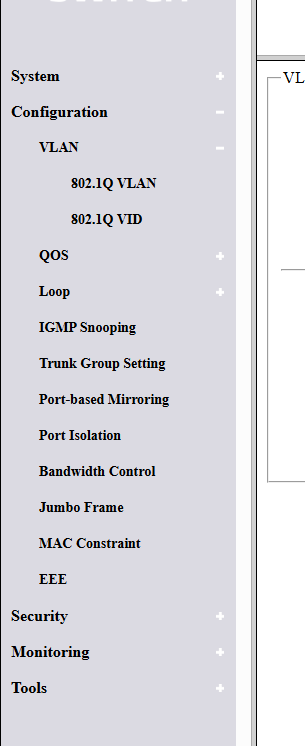 System
Configuration
VLAN
802.1Q VLAN
802.1Q VID
QOS
Loop
IGMP Snooping
Trunk Group Setting
Port-based Mirroring
Port Isolation
Bandwidth Control
Jumbo Frame
MAC Constraint
EEE
Security
Monitoring
Tools
VL